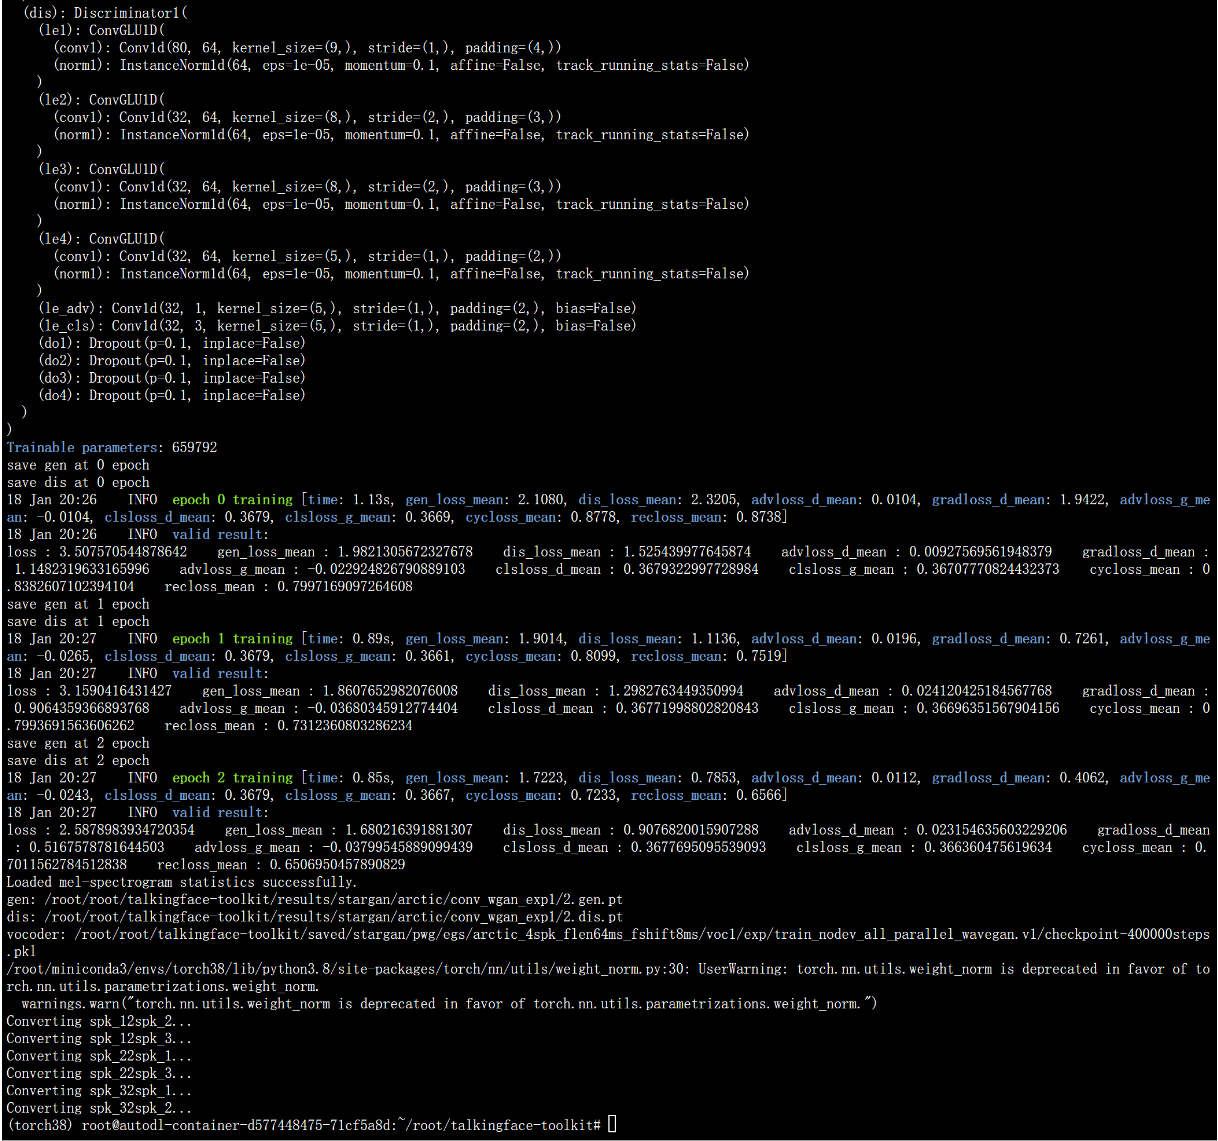 (dis): Discriminator1(
(le1): ConvGLU1D(
(conv1): Conv1d(80, 64, kernel_size=(9,), stride=(1,), padding=(4,))
(norm1): InstanceNorm1d(64, eps=1e-05, momentum=0.1, affine=False, track_running_stats=False)
)
(le2): ConvGLU1D(
(conv1): Conv1d(32, 64, kernel_size=(8,), stride=(2,), padding=(3,))
(norm1): InstanceNorm1d(64, eps=1e-05, momentum=0.1, affine=False, track_running_stats=False)
)
(le3): ConvGLU1D(
(conv1): Conv1d(32, 64, kernel_size=(8,), stride=(2,), padding=(3,))
(norm1): InstanceNorm1d(64, eps=1e-05, momentum=0.1, affine=False, track_running_stats=False)
)
(le4): ConvGLU1D(
(conv1): Conv1d(32, 64, kernel_size=(5,), stride=(1,), padding=(2,))
(norm1): InstanceNorm1d(64, eps=1e-05, momentum=0.1, affine=False, track_running_stats=False)
)
(le_adv): Conv1d(32, 1, kernel_size=(5,), stride=(1,), padding=(2,), bias=False)
(le_cls): Conv1d(32, 3, kernel_size=(5,), stride=(1,), padding=(2,), bias=False)
(do1): Dropout(p=0.1, inplace=False)
(do2): Dropout(p=0.1, inplace=False)
(do3): Dropout(p=0.1, inplace=False)
(do4): Dropout(p=0.1, inplace=False)
)
)
Trainable parameters: 659792
save gen at 0 epoch
save dis at 0 epoch
18 Jan 20:26 INFO epoch 0 training [time: 1.13s, gen_loss_mean: 2.1080, dis_loss_mean: 2.3205, advloss_d_mean: 0.0104, gradloss_d_mean: 1.9422, advloss_g_me
an: -0.0104, clsloss_d_mean: 0.3679, clsloss_g_mean: 0.3669, cycloss_mean: 0.8778, recloss_mean: 0.8738]
18 Jan 20:26 INFO valid result:
loss : 3.507570544878642 gen_loss_mean : 1.9821305672327678 dis_loss_mean : 1.525439977645874 advloss_d_mean : 0.00927569561948379 gradloss_d_mean :
1.1482319633165996 advloss_g_mean : -0.022924826790889103 clsloss_d_mean : 0.3679322997728984 clsloss_g_mean : 0.36707770824432373 cycloss_mean : 0
.8382607102394104 recloss_mean : 0.7997169097264608
save gen at 1 epoch
save dis at 1 epoch
18 Jan 20:27 INFO epoch 1 training [time: 0.89s, gen_loss_mean: 1.9014, dis_loss_mean: 1.1136, advloss_d_mean: 0.0196, gradloss_d_mean: 0.7261, advloss_g_me
an: -0.0265, clsloss_d_mean: 0.3679, clsloss_g_mean: 0.3661, cycloss_mean: 0.8099, recloss_mean: 0.7519]
18 Jan 20:27 INFO valid result:
loss : 3.1590416431427 gen_loss_mean : 1.8607652982076008 dis_loss_mean : 1.2982763449350994 advloss_d_mean : 0.024120425184567768 gradloss_d_mean :
0.9064359366893768 advloss_g_mean : -0.03680345912774404 clsloss_d_mean : 0.36771998802820843 clsloss_g_mean : 0.36696351567904156 cycloss_mean : 0
.7993691563606262 recloss_mean : 0.7312360803286234
save gen at 2 epoch
save dis at 2 epoch
18 Jan 20:27 INFO epoch 2 training [time: 0.85s, gen_loss_mean: 1.7223, dis_loss_mean: 0.7853, advloss_d_mean: 0.0112, gradloss_d_mean: 0.4062, advloss_g_me
an: -0.0243, clsloss_d_mean: 0.3679, clsloss_g_mean: 0.3667, cycloss_mean: 0.7233, recloss_mean: 0.6566]
18 Jan 20:27 INFO valid result:
loss : 2.5878983934720354 gen_loss_mean : 1.680216391881307 dis_loss_mean : 0.9076820015907288 advloss_d_mean : 0.023154635603229206 gradloss_d_mean
: 0.5167578781644503 advloss_g_mean : -0.03799545889099439 clsloss_d_mean : 0.3677695095539093 clsloss_g_mean : 0.366360475619634 cycloss_mean : 0.
7011562784512838 recloss_mean : 0.6506950457890829
Loaded mel-spectrogram statistics successfully.
gen: /root/root/talkingface-toolkit/results/stargan/arctic/conv_wgan_exp1/2.gen.pt
dis: /root/root/talkingface-toolkit/results/stargan/arctic/conv_wgan_exp1/2.dis.pt
vocoder: /root/root/talkingface-toolkit/saved/stargan/pwg/egs/arctic_4spk_flen64ms_fshift8ms/voc1/exp/train_nodev_all_parallel_wavegan.v1/checkpoint-400000steps
.pkl
/root/miniconda3/envs/torch38/lib/python3.8/site-packages/torch/nn/utils/weight_norm.py:30: UserWarning: torch.nn.utils.weight_norm is deprecated in favor of to
rch.nn.utils.parametrizations.weight_norm.
warnings.warn("torch.nn.utils.weight_norm is deprecated in favor of torch.nn.utils.parametrizations.weight_norm.")
Converting spk_12spk_2...
Converting spk_12spk_3...
Converting spk_22spk_1...
Converting spk_22spk_3...
Converting spk_32spk_1...
Converting spk_32spk_2...
(torch38) root@autodl-container-d577448475-71cf5a8d:~/root/talkingface-toolkit#